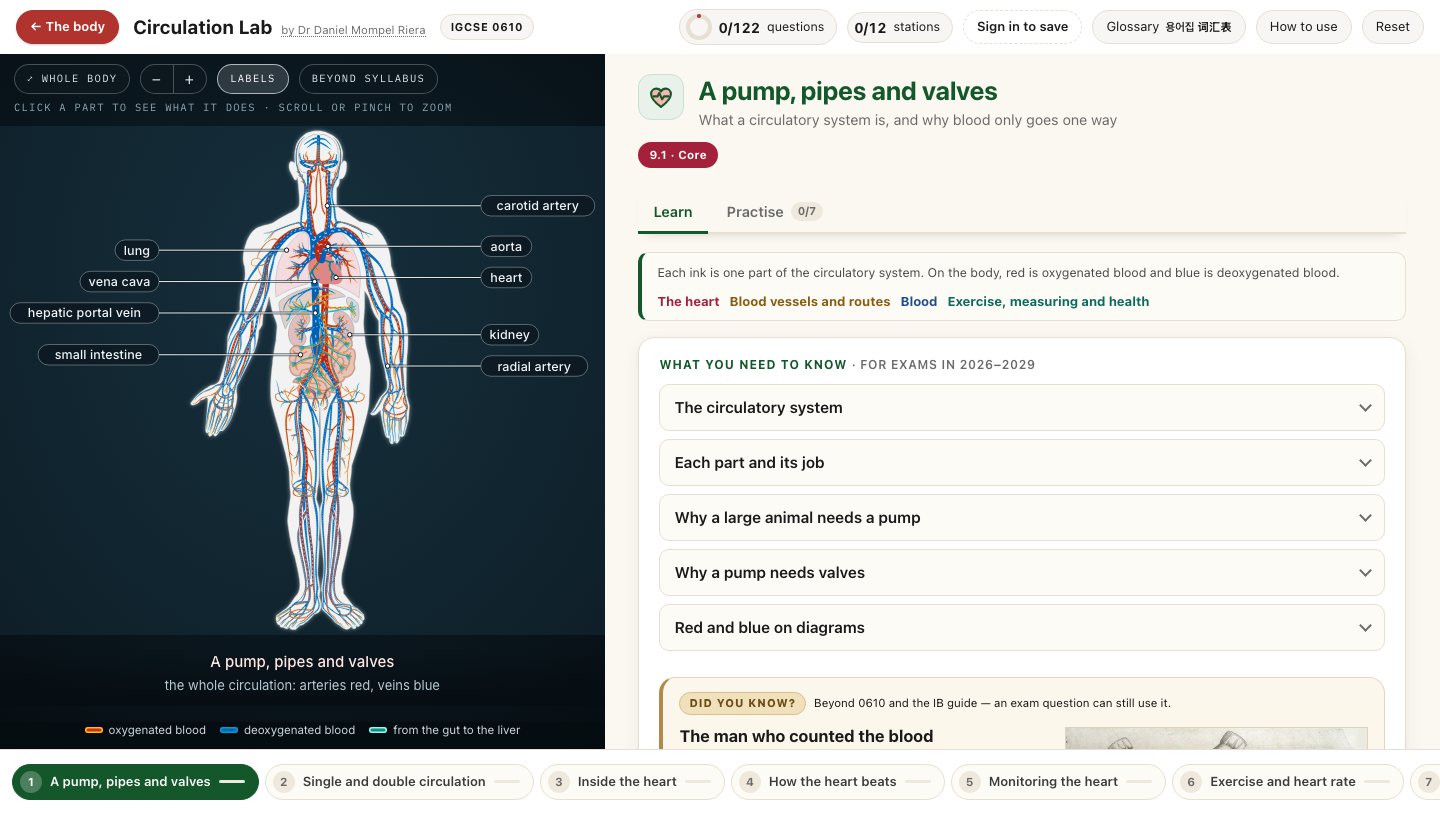 ← The body
Circulation Lab by Dr Daniel Mompel Riera
IGCSE 0610
0/122 questions
0/12 stations
Sign in to save
Glossary 용어집 词汇表
How to use
Reset
⤢ WHOLE BODY
−
+
LABELS
BEYOND SYLLABUS
CLICK A PART TO SEE WHAT IT DOES · SCROLL OR PINCH TO ZOOM
carotid artery
lung
aorta
vena cava
heart
hepatic portal vein
kidney
small intestine
radial artery
A pump, pipes and valves
the whole circulation: arteries red, veins blue
oxygenated blood
deoxygenated blood
from the gut to the liver
A pump, pipes and valves
What a circulatory system is, and why blood only goes one way
9.1 · Core
Learn
Practise 0/7
Each ink is one part of the circulatory system. On the body, red is oxygenated blood and blue is deoxygenated blood.
The heart Blood vessels and routes Blood Exercise, measuring and health
WHAT YOU NEED TO KNOW · FOR EXAMS IN 2026–2029
The circulatory system
Each part and its job
Why a large animal needs a pump
Why a pump needs valves
Red and blue on diagrams
DID YOU KNOW? Beyond 0610 and the IB guide — an exam question can still use it.
The man who counted the blood
1 A pump, pipes and valves
2 Single and double circulation
3 Inside the heart
4 How the heart beats
5 Monitoring the heart
6 Exercise and heart rate
7